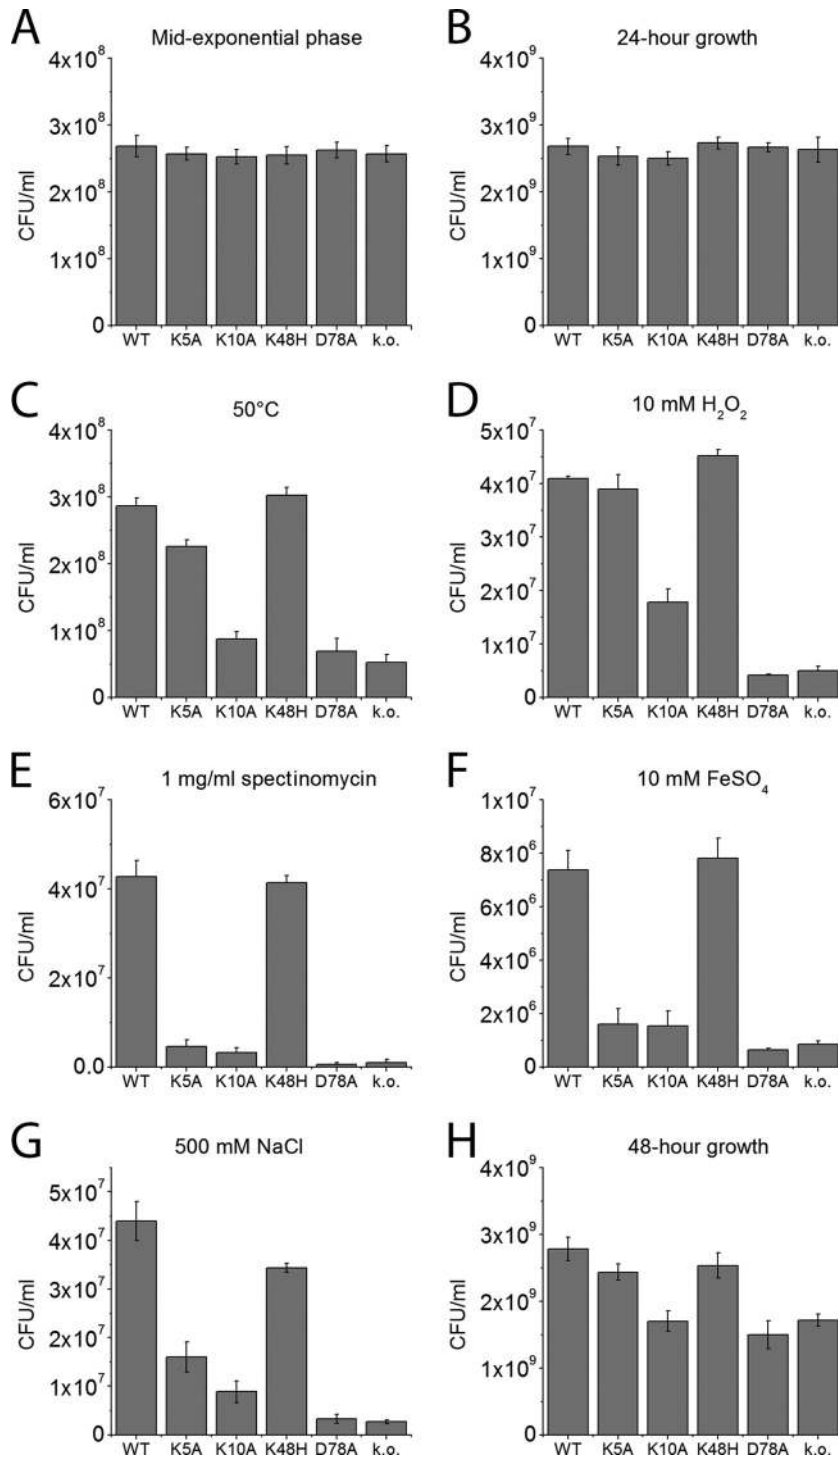 A Mid-exponential phase
CFU/ml
4x10⁸
3x10⁸
2x10⁸
1x10⁸
0
WT K5A K10A K48H D78A k.o.
B 24-hour growth
CFU/ml
4x10⁹
3x10⁹
2x10⁹
1x10⁹
0
WT K5A K10A K48H D78A k.o.
C 50°C
CFU/ml
4x10⁸
3x10⁸
2x10⁸
1x10⁸
0
WT K5A K10A K48H D78A k.o.
D 10 mM H₂O₂
CFU/ml
5x10⁷
4x10⁷
3x10⁷
2x10⁷
1x10⁷
0
WT K5A K10A K48H D78A k.o.
E 1 mg/ml spectinomycin
CFU/ml
6x10⁷
4x10⁷
2x10⁷
0.0
WT K5A K10A K48H D78A k.o.
F 10 mM FeSO₄
CFU/ml
1x10⁷
8x10⁶
6x10⁶
4x10⁶
2x10⁶
0
WT K5A K10A K48H D78A k.o.
G 500 mM NaCl
CFU/ml
5x10⁷
4x10⁷
3x10⁷
2x10⁷
1x10⁷
0
WT K5A K10A K48H D78A k.o.
H 48-hour growth
CFU/ml
4x10⁹
3x10⁹
2x10⁹
1x10⁹
0
WT K5A K10A K48H D78A k.o.